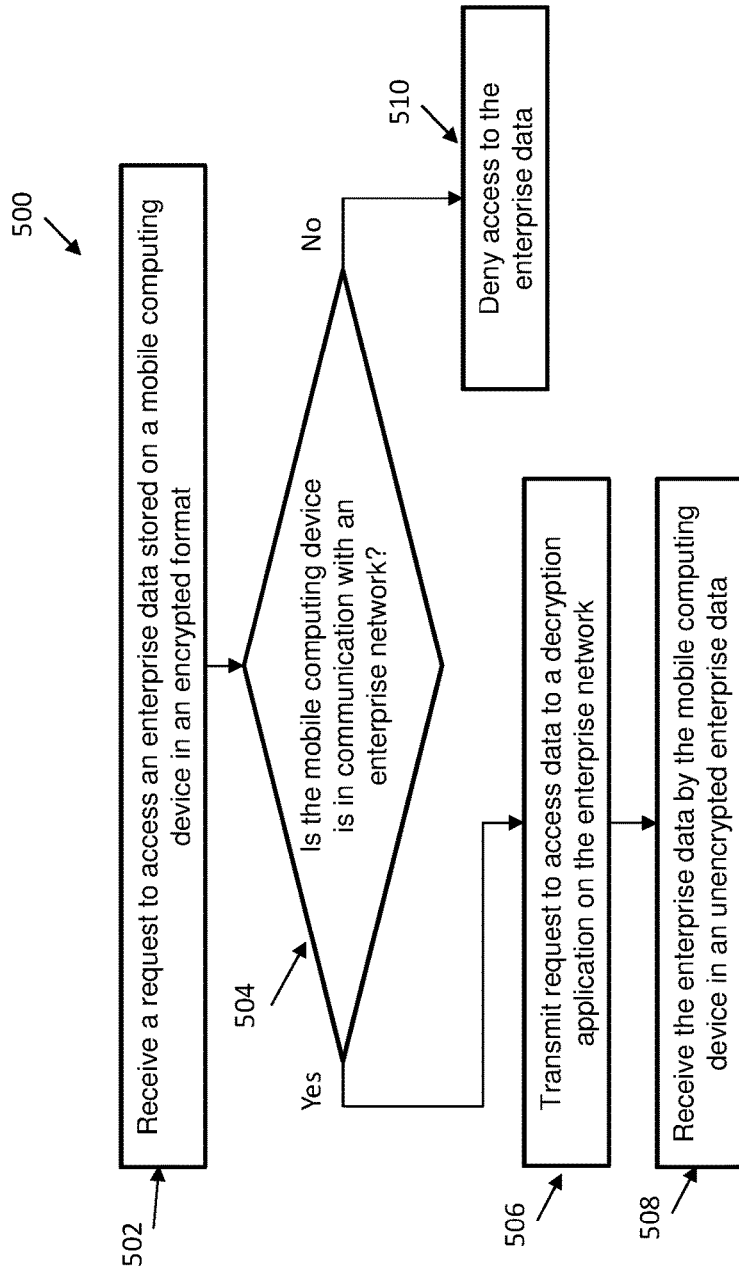 500
502
Receive a request to access an enterprise data stored on a mobile computing
device in an encrypted format
504
Is the mobile computing device
is in communication with an
enterprise network?
Yes
No
510
Deny access to the
enterprise data
506
Transmit request to access data to a decryption
application on the enterprise network
508
Receive the enterprise data by the mobile computing
device in an unencrypted enterprise data